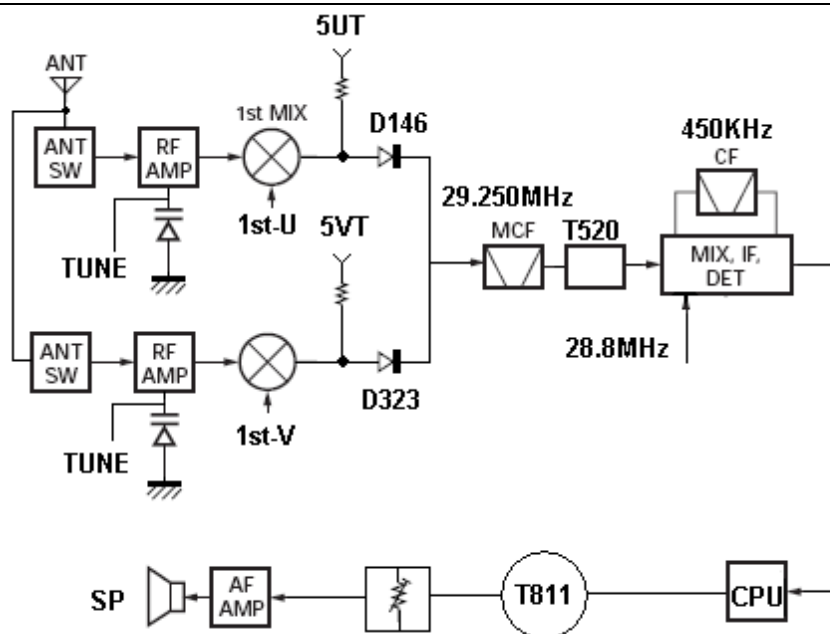 5UT
ANT
1st MIX
D146
ANT
SW
RF
AMP
450KHz
CF
1st-U
29.250MHz
5VT
MCF
T520
MIX, IF,
DET
TUNE
28.8MHz
ANT
SW
RF
AMP
D323
1st-V
TUNE
SP
AF
AMP
T811
CPU